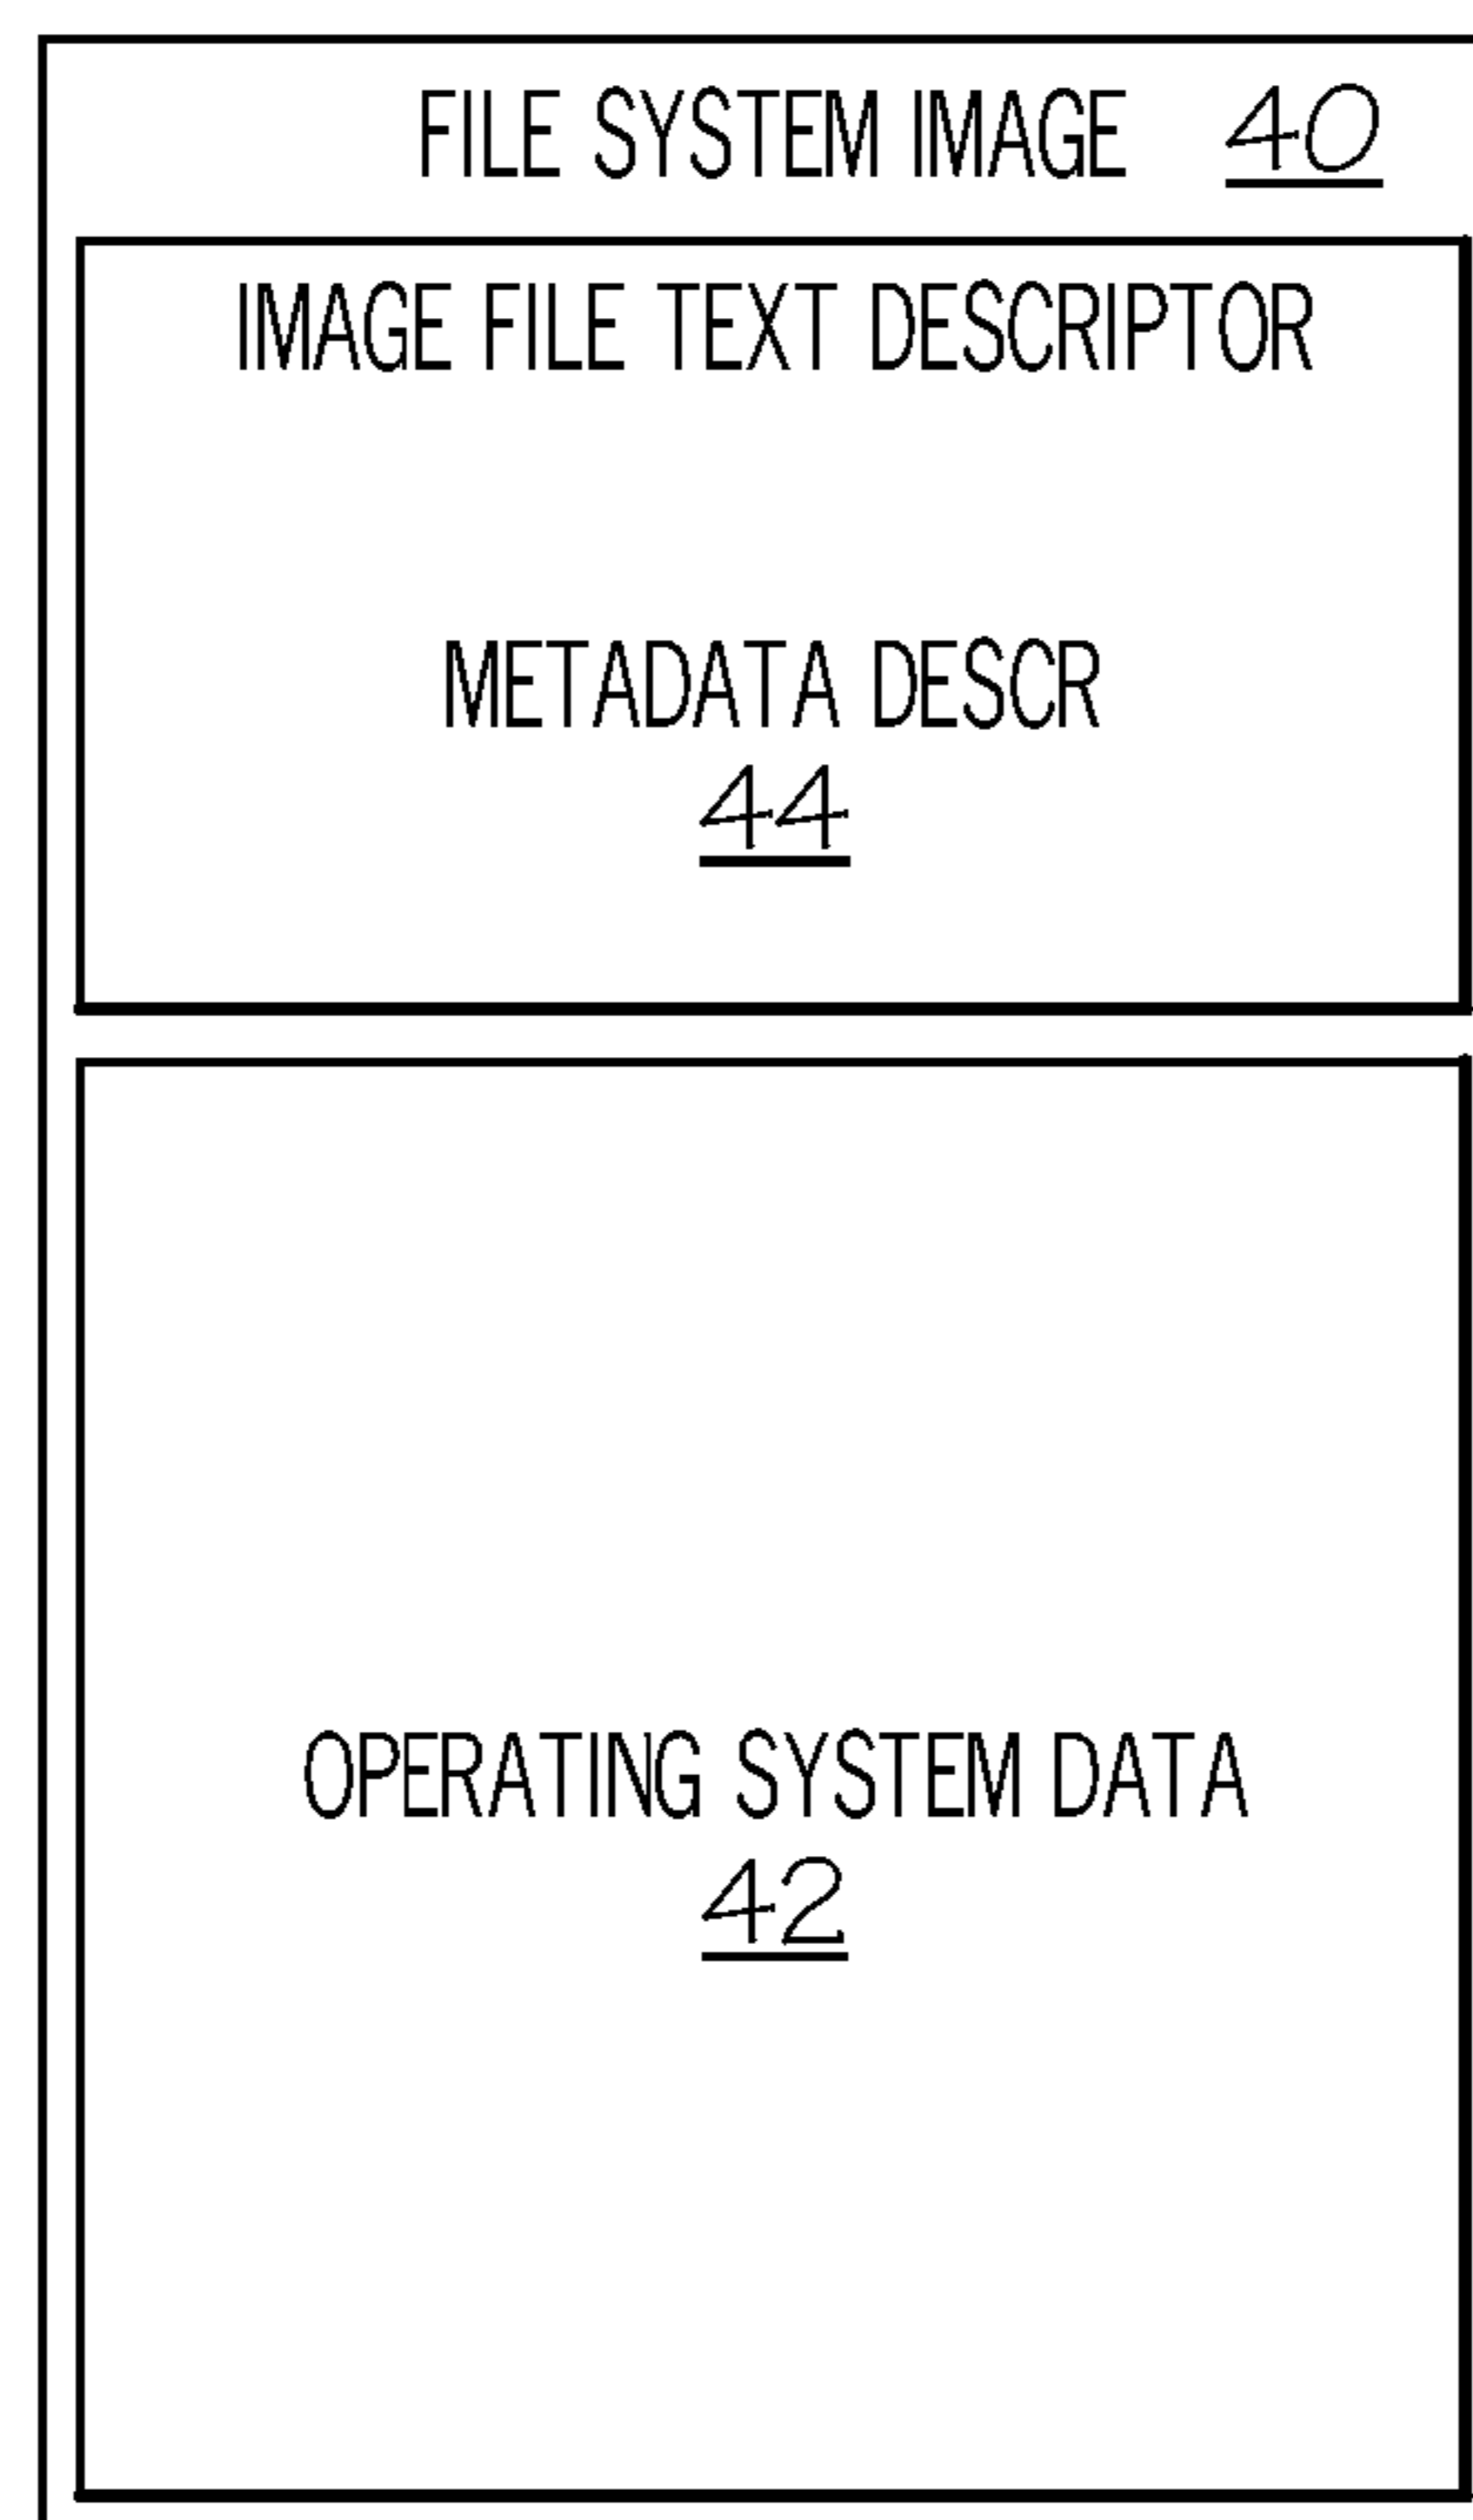 FILE SYSTEM IMAGE 40
IMAGE FILE TEXT DESCRIPTOR
METADATA DESCR
44
OPERATING SYSTEM DATA
42